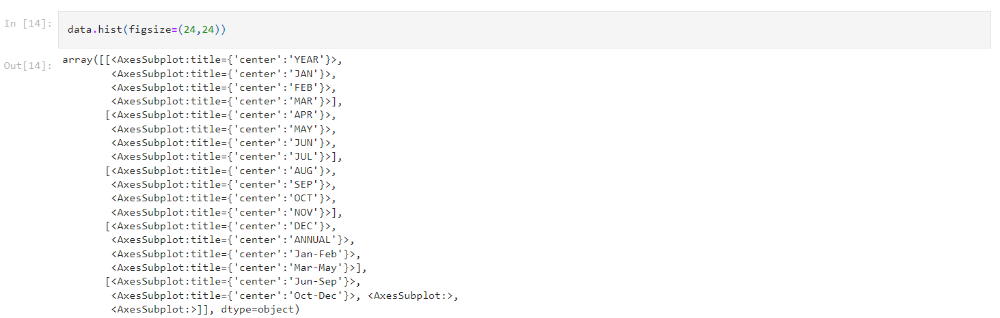 In [14]:
data.hist(figsize=(24,24))
Out[14]:
array([[<AxesSubplot:title={'center':'YEAR'}>,
        <AxesSubplot:title={'center':'JAN'}>,
        <AxesSubplot:title={'center':'FEB'}>,
        <AxesSubplot:title={'center':'MAR'}>],
       [<AxesSubplot:title={'center':'APR'}>,
        <AxesSubplot:title={'center':'MAY'}>,
        <AxesSubplot:title={'center':'JUN'}>,
        <AxesSubplot:title={'center':'JUL'}>],
       [<AxesSubplot:title={'center':'AUG'}>,
        <AxesSubplot:title={'center':'SEP'}>,
        <AxesSubplot:title={'center':'OCT'}>,
        <AxesSubplot:title={'center':'NOV'}>],
       [<AxesSubplot:title={'center':'DEC'}>,
        <AxesSubplot:title={'center':'ANNUAL'}>,
        <AxesSubplot:title={'center':'Jan-Feb'}>,
        <AxesSubplot:title={'center':'Mar-May'}>],
       [<AxesSubplot:title={'center':'Jun-Sep'}>,
        <AxesSubplot:title={'center':'Oct-Dec'}>, <AxesSubplot:>,
        <AxesSubplot:>]], dtype=object)